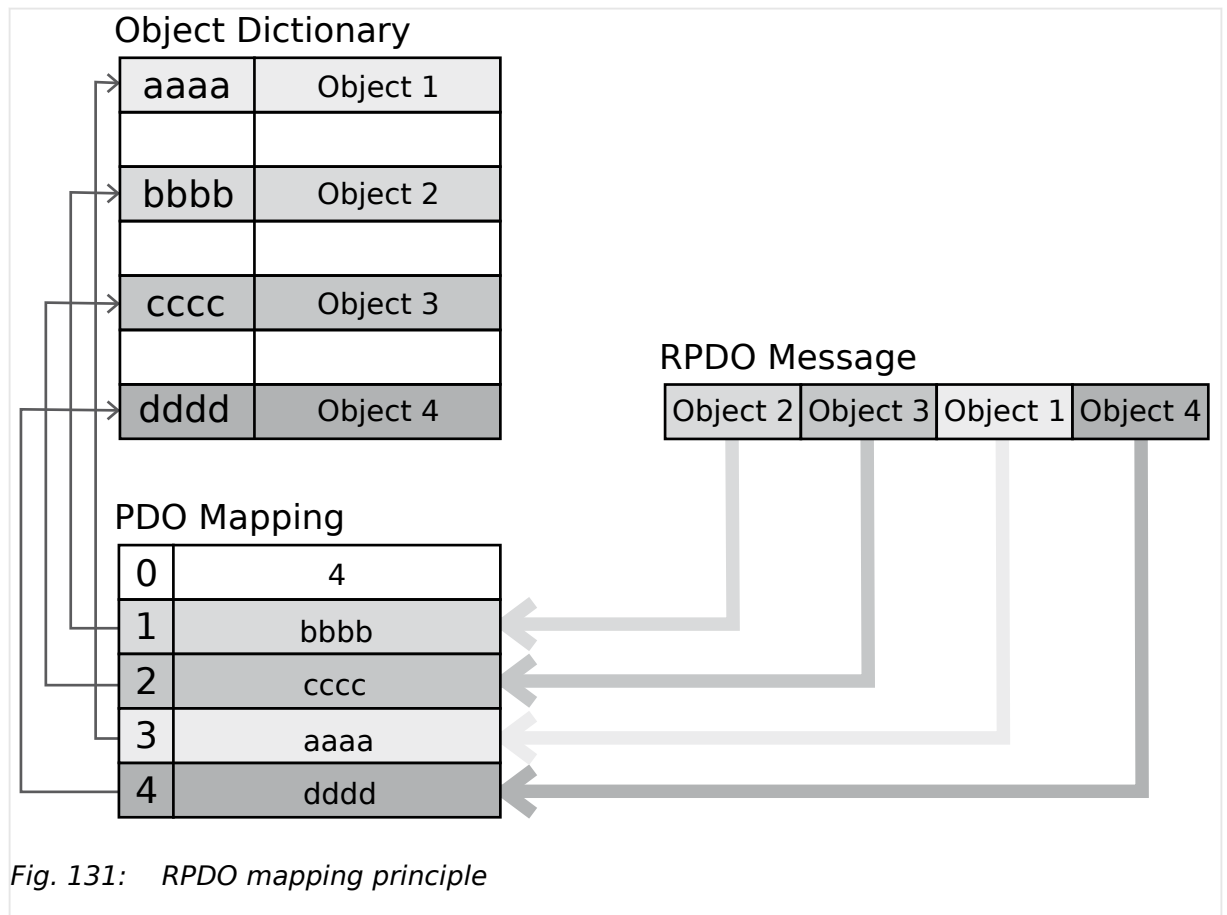 Object Dictionary
aaaa Object 1
bbbb Object 2
cccc Object 3
dddd Object 4
RPDO Message
Object 2 Object 3 Object 1 Object 4
PDO Mapping
0 4
1 bbbb
2 cccc
3 aaaa
4 dddd
Fig. 131: RPDO mapping principle